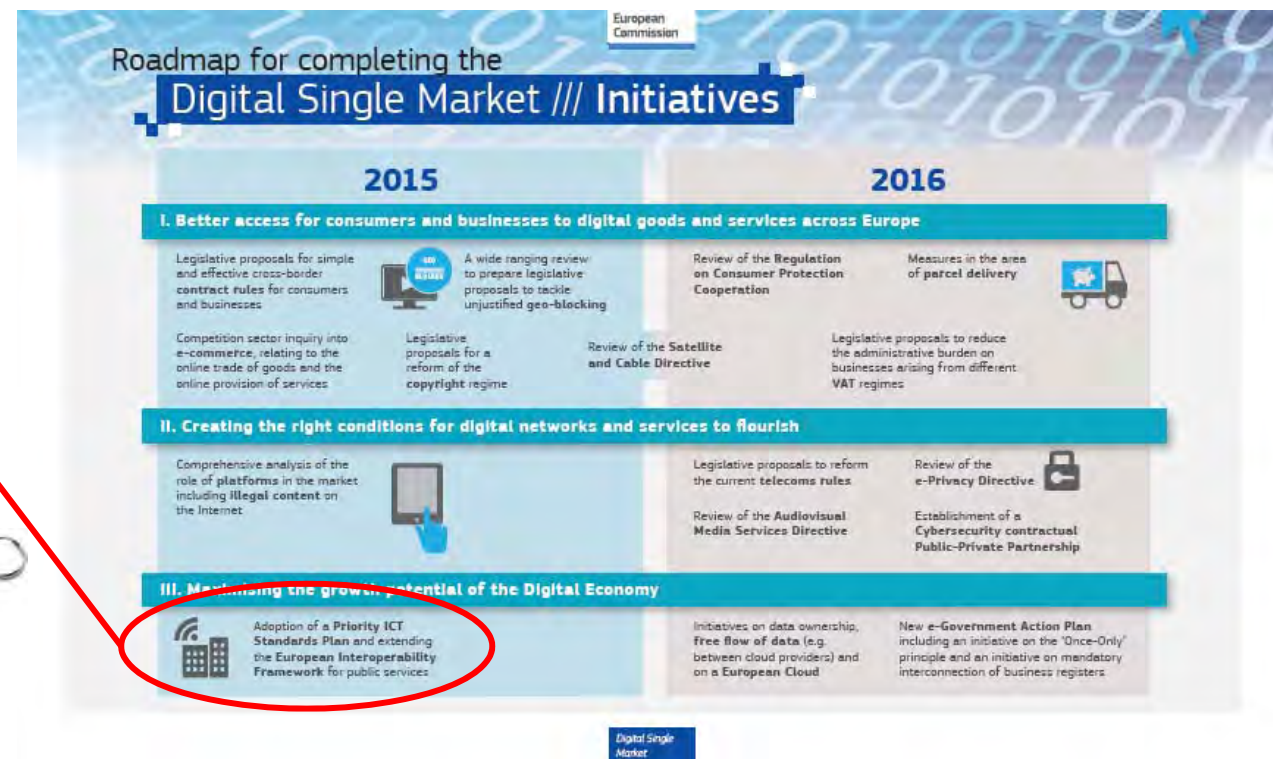 European
Commission
Roadmap for completing the
Digital Single Market /// Initiatives
2015
2016
I. Better access for consumers and businesses to digital goods and services across Europe
Legislative proposals for simple
and effective cross-border
contract rules for consumers
and businesses
A wide ranging review
to prepare legislative
proposals to tackle
unjustified geo-blocking
Review of the Regulation
on Consumer Protection
Cooperation
Measures in the area
of parcel delivery
Competition sector inquiry into
e-commerce, relating to the
online trade of goods and the
online provision of services
Legislative
proposals for a
reform of the
copyright regime
Review of the Satellite
and Cable Directive
Legislative proposals to reduce
the administrative burden on
businesses arising from different
VAT regimes
II. Creating the right conditions for digital networks and services to flourish
Comprehensive analysis of the
role of platforms in the market
including illegal content on
the Internet
Legislative proposals to reform
the current telecoms rules
Review of the
e-Privacy Directive
Review of the Audiovisual
Media Services Directive
Establishment of a
Cybersecurity contractual
Public-Private Partnership
III. Maximising the growth potential of the Digital Economy
Adoption of a Priority ICT
Standards Plan and extending
the European Interoperability
Framework for public services
Initiatives on data ownership,
free flow of data (e.g.
between cloud providers) and
on a European Cloud
New e-Government Action Plan
including an initiative on the 'Once-Only'
principle and an initiative on mandatory
interconnection of business registers
Digital Single
Market